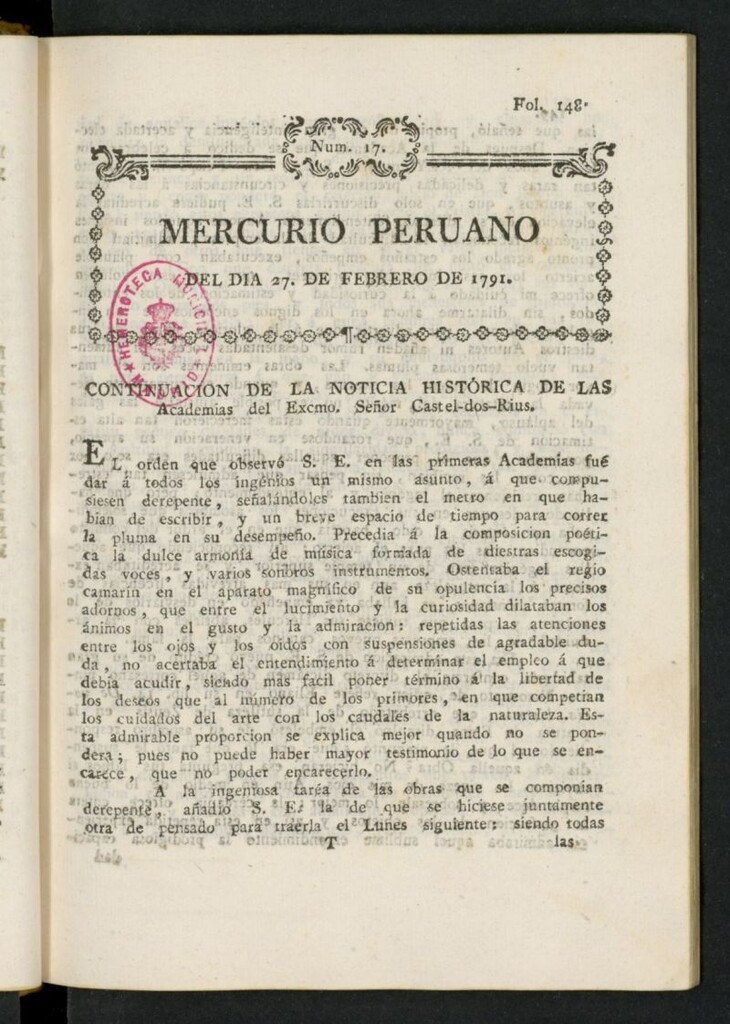 Fol. 148.
Num. 17.
MERCURIO PERUANO
DEL DIA 27. DE FEBRERO DE 1791.
HEMEROTECA MUNICIPAL
CONTINUACION DE LA NOTICIA HISTÓRICA DE LAS
Academias del Excmo. Señor Castel-dos-Rius.
EL orden que observó S. E. en las primeras Academias fué
dar á todos los ingénios un mismo asunto, á que compu-
siesen derepente, señalándoles tambien el metro en que ha-
bian de escribir, y un breve espacio de tiempo para correr
la pluma en su desempeño. Precedia á la composicion poéti-
ca la dulce armonía de música formada de diestras escogi-
das voces, y varios sonoros instrumentos. Ostentaba el regio
camarin en el aparato magnífico de su opulencia los precisos
adornos, que entre el lucimiento y la curiosidad dilataban los
ánimos en el gusto y la admiracion: repetidas las atenciones
entre los ojos y los oidos con suspensiones de agradable du-
da, no acertaba el entendimiento á determinar el empleo á que
debia acudir, siendo mas facil poner término á la libertad de
los deseos que al número de los primores, en que competian
los cuidados del arte con los caudales de la naturaleza. Es-
ta admirable proporcion se explica mejor quando no se pon-
dera; pues no puede haber mayor testimonio de lo que se en-
carece, que no poder encarecerlo.
A la ingeniosa taréa de las obras que se componian
derepente, añadió S. E. la de que se hiciese juntamente
otra de pensado para traerla el Lunes siguiente: siendo todas
T las